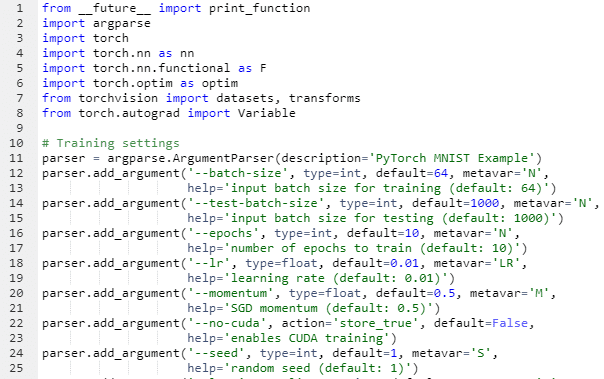 1 from __future__ import print_function
2 import argparse
3 import torch
4 import torch.nn as nn
5 import torch.nn.functional as F
6 import torch.optim as optim
7 from torchvision import datasets, transforms
8 from torch.autograd import Variable
9
10 # Training settings
11 parser = argparse.ArgumentParser(description='PyTorch MNIST Example')
12 parser.add_argument('--batch-size', type=int, default=64, metavar='N',
13                     help='input batch size for training (default: 64)')
14 parser.add_argument('--test-batch-size', type=int, default=1000, metavar='N',
15                     help='input batch size for testing (default: 1000)')
16 parser.add_argument('--epochs', type=int, default=10, metavar='N',
17                     help='number of epochs to train (default: 10)')
18 parser.add_argument('--lr', type=float, default=0.01, metavar='LR',
19                     help='learning rate (default: 0.01)')
20 parser.add_argument('--momentum', type=float, default=0.5, metavar='M',
21                     help='SGD momentum (default: 0.5)')
22 parser.add_argument('--no-cuda', action='store_true', default=False,
23                     help='enables CUDA training')
24 parser.add_argument('--seed', type=int, default=1, metavar='S',
25                     help='random seed (default: 1)')